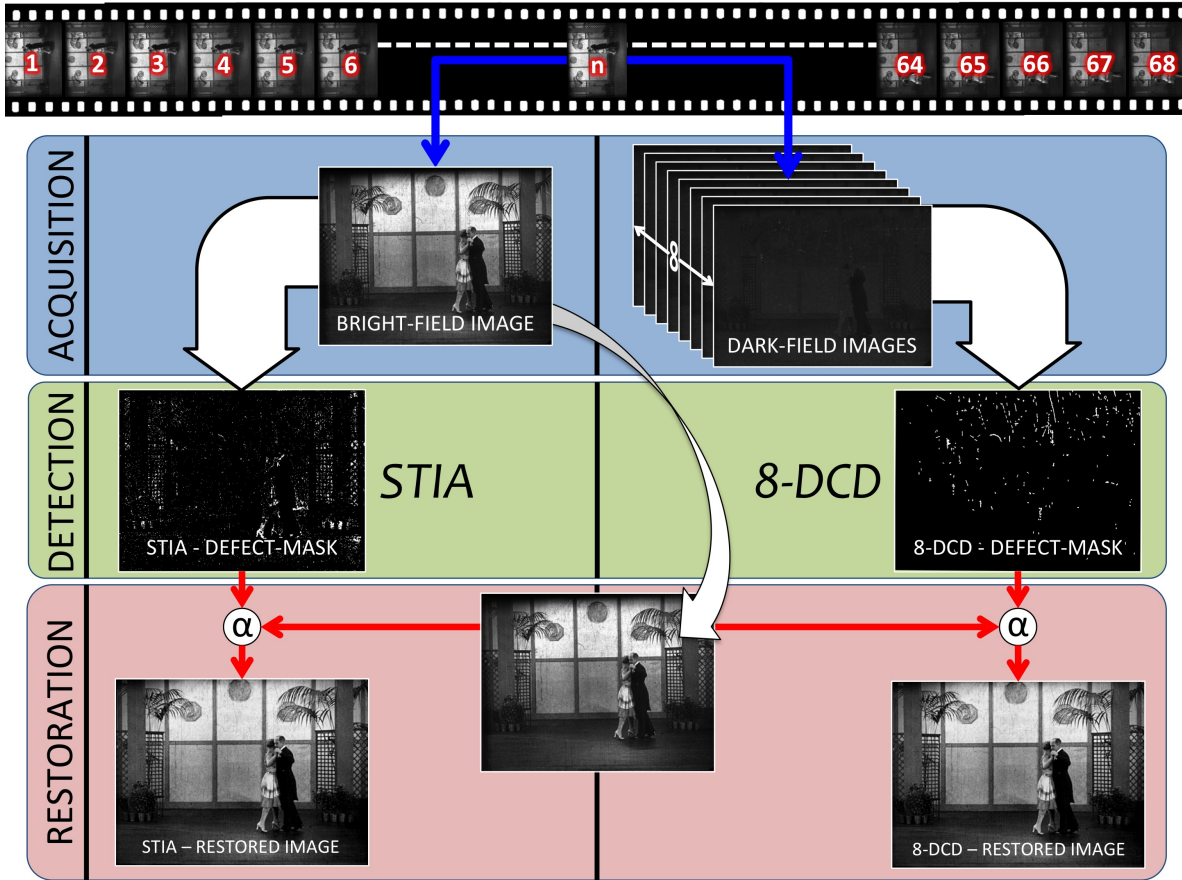 1 2 3 4 5 6 n 64 65 66 67 68
ACQUISITION
BRIGHT-FIELD IMAGE
8
DARK-FIELD IMAGES
DETECTION
STIA
8-DCD
STIA - DEFECT-MASK
8-DCD - DEFECT-MASK
RESTORATION
α
α
STIA – RESTORED IMAGE
8-DCD – RESTORED IMAGE